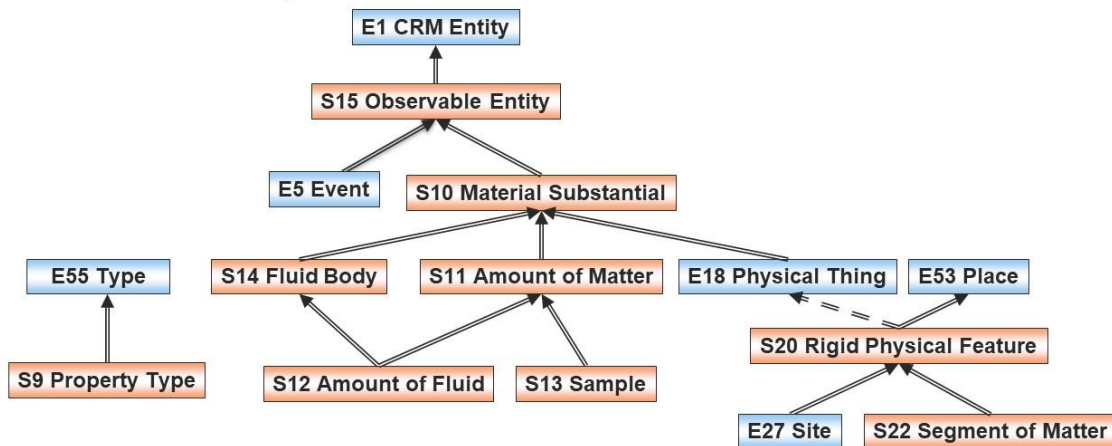 E1 CRM Entity
S15 Observable Entity
E5 Event
S10 Material Substantial
E55 Type
S14 Fluid Body
S11 Amount of Matter
E18 Physical Thing
E53 Place
S20 Rigid Physical Feature
S9 Property Type
S12 Amount of Fluid
S13 Sample
E27 Site
S22 Segment of Matter